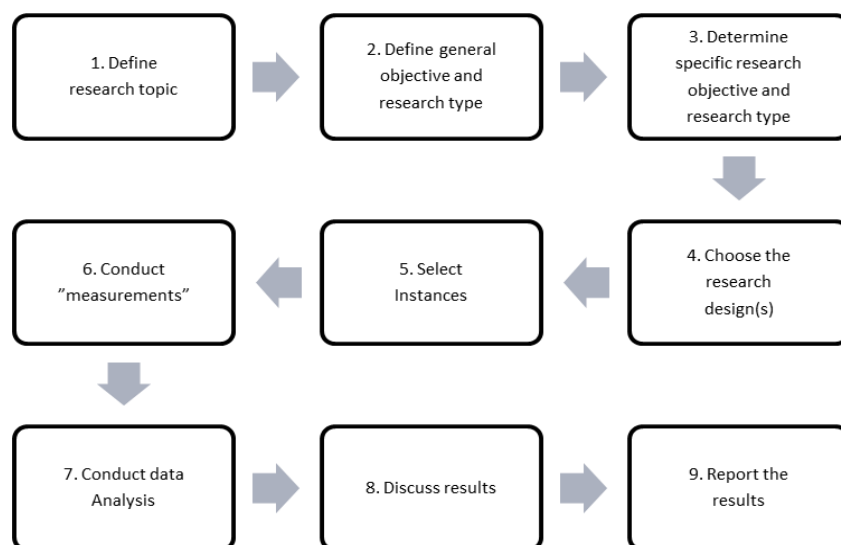 1. Define
research topic
2. Define general
objective and
research type
3. Determine
specific research
objective and
research type
4. Choose the
research
design(s)
5. Select
Instances
6. Conduct
”measurements”
7. Conduct data
Analysis
8. Discuss results
9. Report the
results